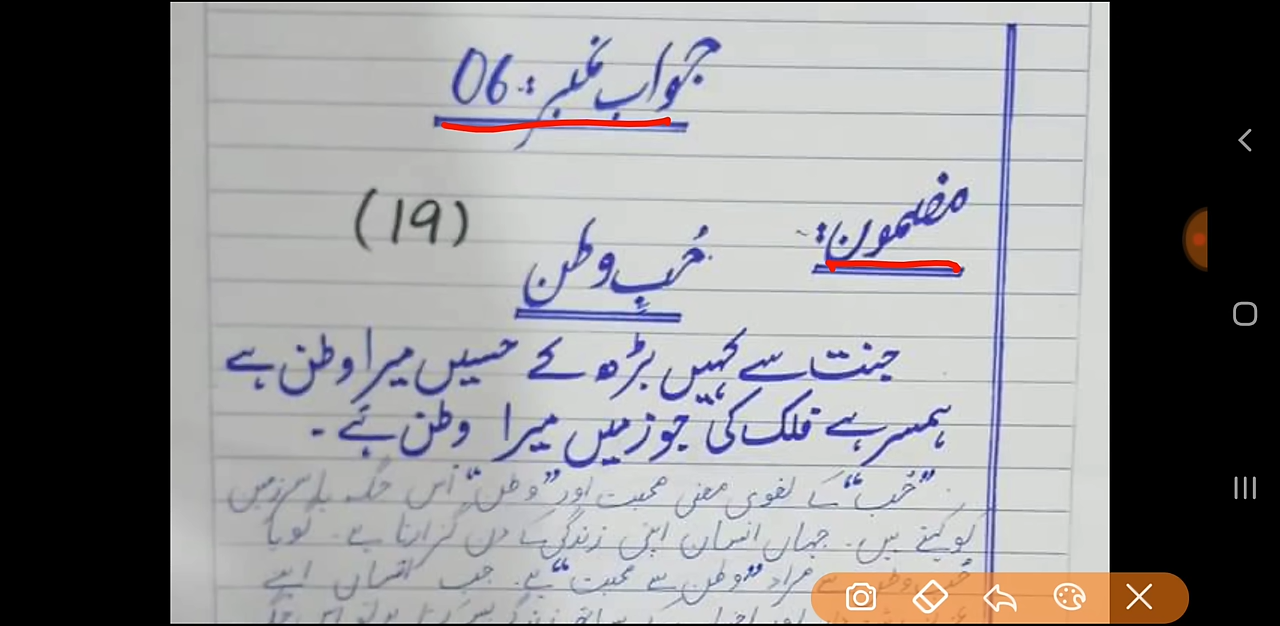 جواب نمبر: 06
مضمون:
(19)
حُبِ وطن
جنت سے کہیں بڑھ کے حسیں میرا وطن ہے
ہمسر ہے فلک کی جو زمیں میرا وطن ہے ۔
"حُب" کے لغوی معنی محبت اور "وطن" اُس جگہ یا سرزمین
کو کہتے ہیں ۔ جہاں انسان اپنی زندگی کے دن گزارتا ہے ۔ گویا
حُب وطن سے مراد "وطن سے محبت" ہے ۔ جب انسان اپنے